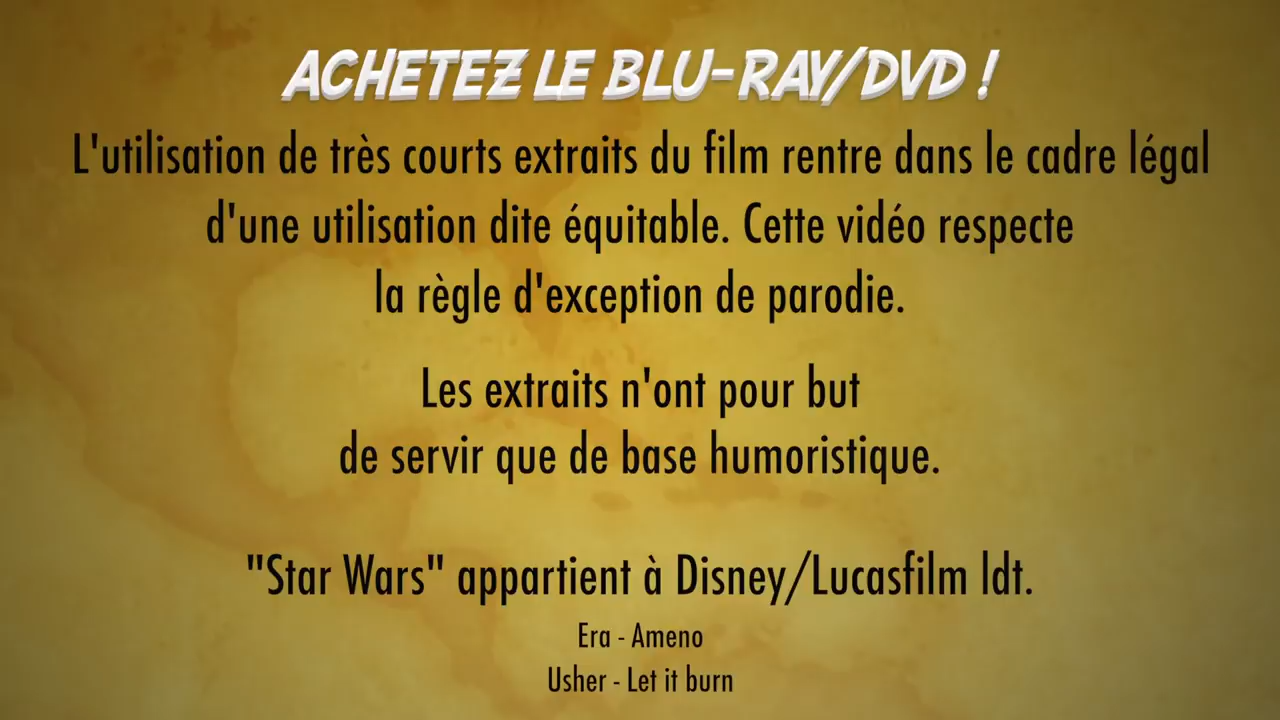 ACHETEZ LE BLU-RAY/DVD !
L'utilisation de très courts extraits du film rentre dans le cadre légal
d'une utilisation dite équitable. Cette vidéo respecte
la règle d'exception de parodie.
Les extraits n'ont pour but
de servir que de base humoristique.
"Star Wars" appartient à Disney/Lucasfilm ldt.
Era - Ameno
Usher - Let it burn